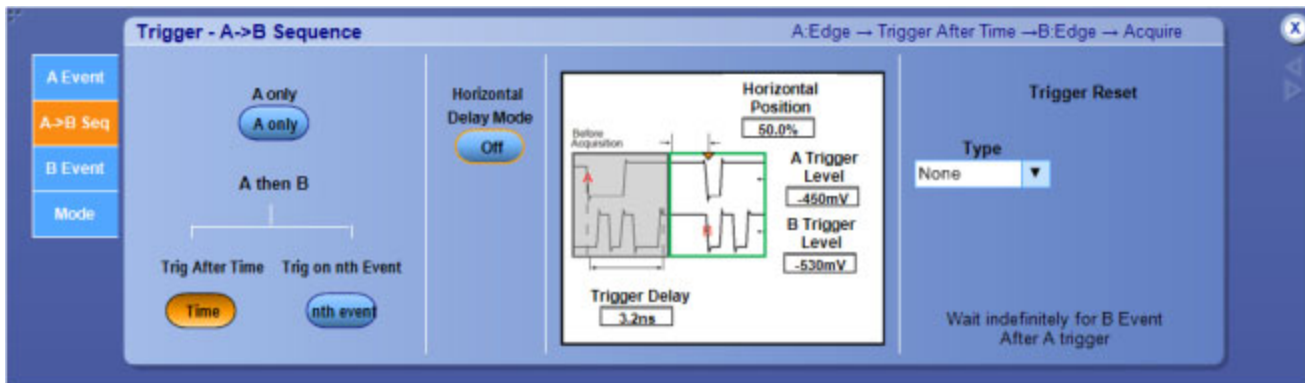 Trigger - A->B Sequence
A:Edge → Trigger After Time →B:Edge → Acquire
X
A Event
A->B Seq
B Event
Mode
A only
A only
A then B
Trig After Time
Trig on nth Event
Time
nth event
Horizontal
Delay Mode
Off
Horizontal
Position
50.0%
Before
Acquisition
A
B
A Trigger
Level
-450mV
B Trigger
Level
-530mV
Trigger Delay
3.2ns
Trigger Reset
Type
None
Wait indefinitely for B Event
After A trigger